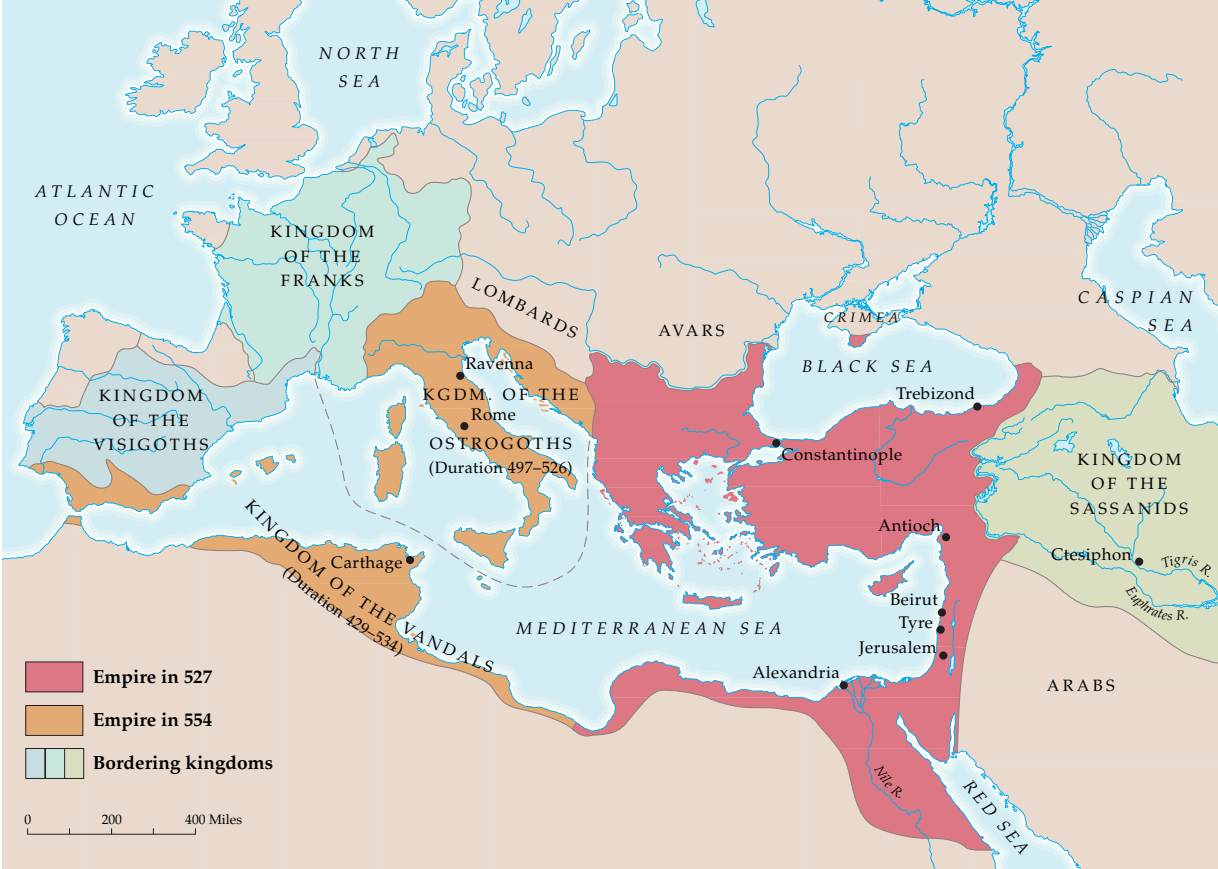 NORTH
SEA
ATLANTIC
OCEAN
KINGDOM
OF THE
FRANKS
LOMBARDS
AVARS
CRIMEA
CASPIAN
SEA
BLACK SEA
Trebizond
Ravenna
KGDM. OF THE
Rome
OSTROGOTHS
(Duration 497–526)
KINGDOM
OF THE
VISIGOTHS
Constantinople
KINGDOM
OF THE
SASSANIDS
Antioch
Ctesiphon
Tigris R.
Euphrates R.
Carthage
KINGDOM OF THE VANDALS
(Duration 429–534)
Beirut
Tyre
Jerusalem
MEDITERRANEAN SEA
Alexandria
ARABS
Nile R.
RED SEA
Empire in 527
Empire in 554
Bordering kingdoms
0 200 400 Miles